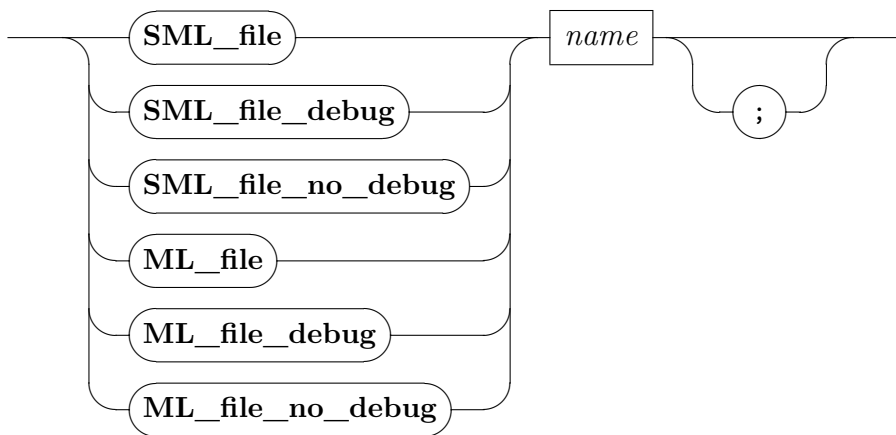 SML_file name
SML_file_debug ;
SML_file_no_debug
ML_file
ML_file_debug
ML_file_no_debug